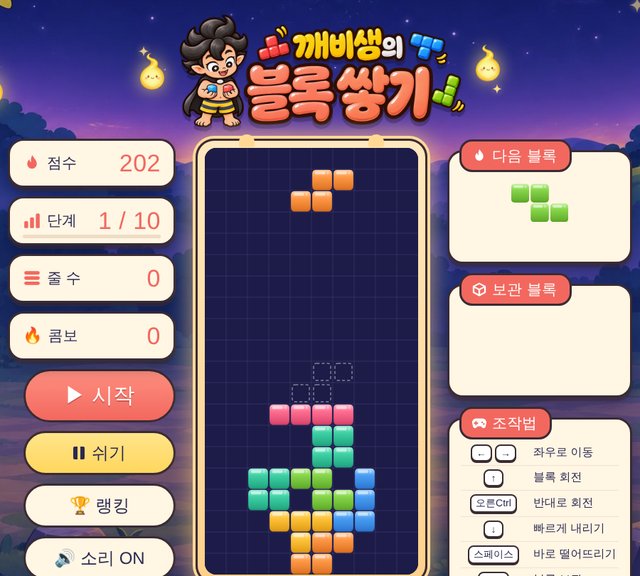 깨비샘의
블록 쌓기
점수 202
단계 1 / 10
줄 수 0
콤보 0
시작
쉬기
랭킹
소리 ON
다음 블록
보관 블록
조작법
← → 좌우로 이동
↑ 블록 회전
오른Ctrl 반대로 회전
↓ 빠르게 내리기
스페이스 바로 떨어뜨리기